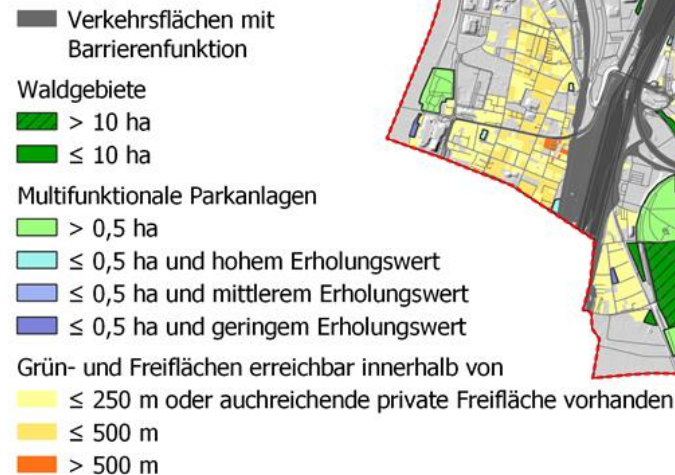 Verkehrsflächen mit
Barrierenfunktion
Waldgebiete
> 10 ha
≤ 10 ha
Multifunktionale Parkanlagen
> 0,5 ha
≤ 0,5 ha und hohem Erholungswert
≤ 0,5 ha und mittlerem Erholungswert
≤ 0,5 ha und geringem Erholungswert
Grün- und Freiflächen erreichbar innerhalb von
≤ 250 m oder auchreichende private Freifläche vorhanden
≤ 500 m
> 500 m